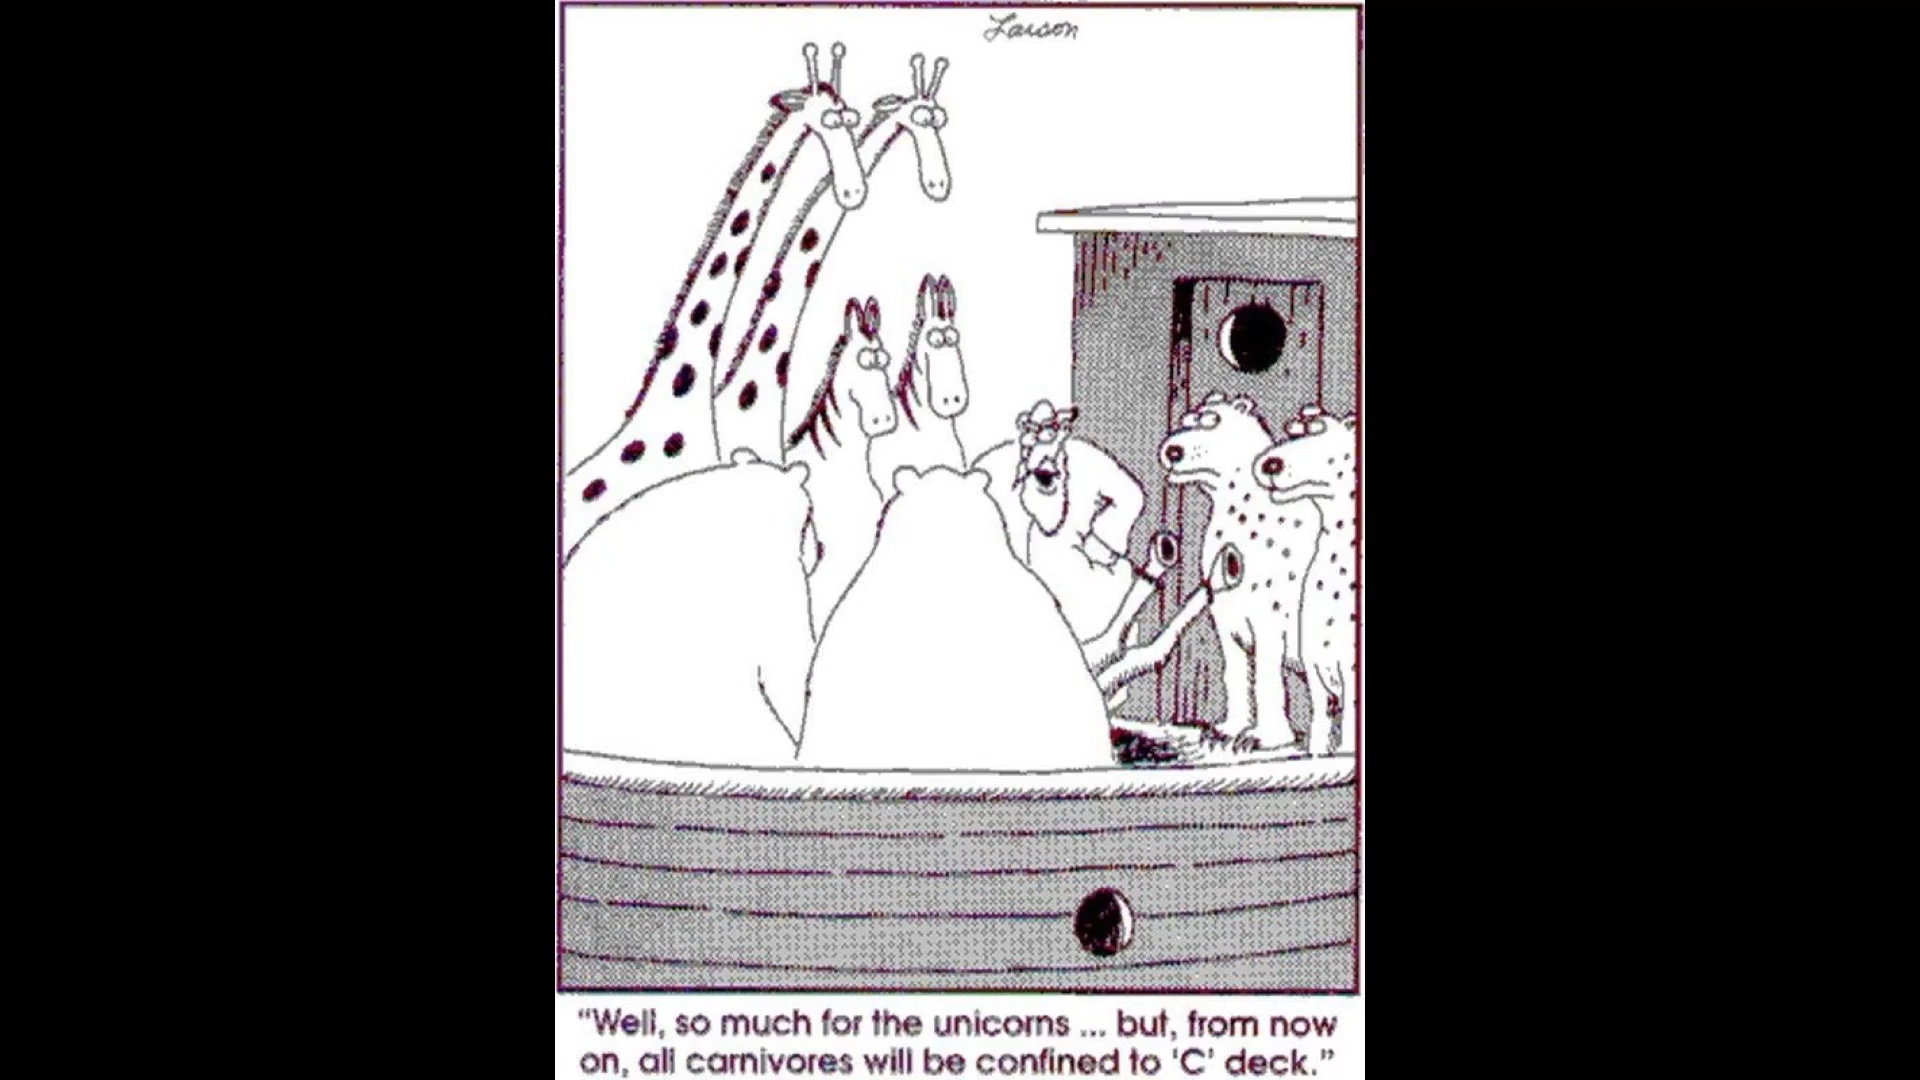 Larson
“Well, so much for the unicorns ... but, from now
on, all carnivores will be confined to ‘C’ deck.”